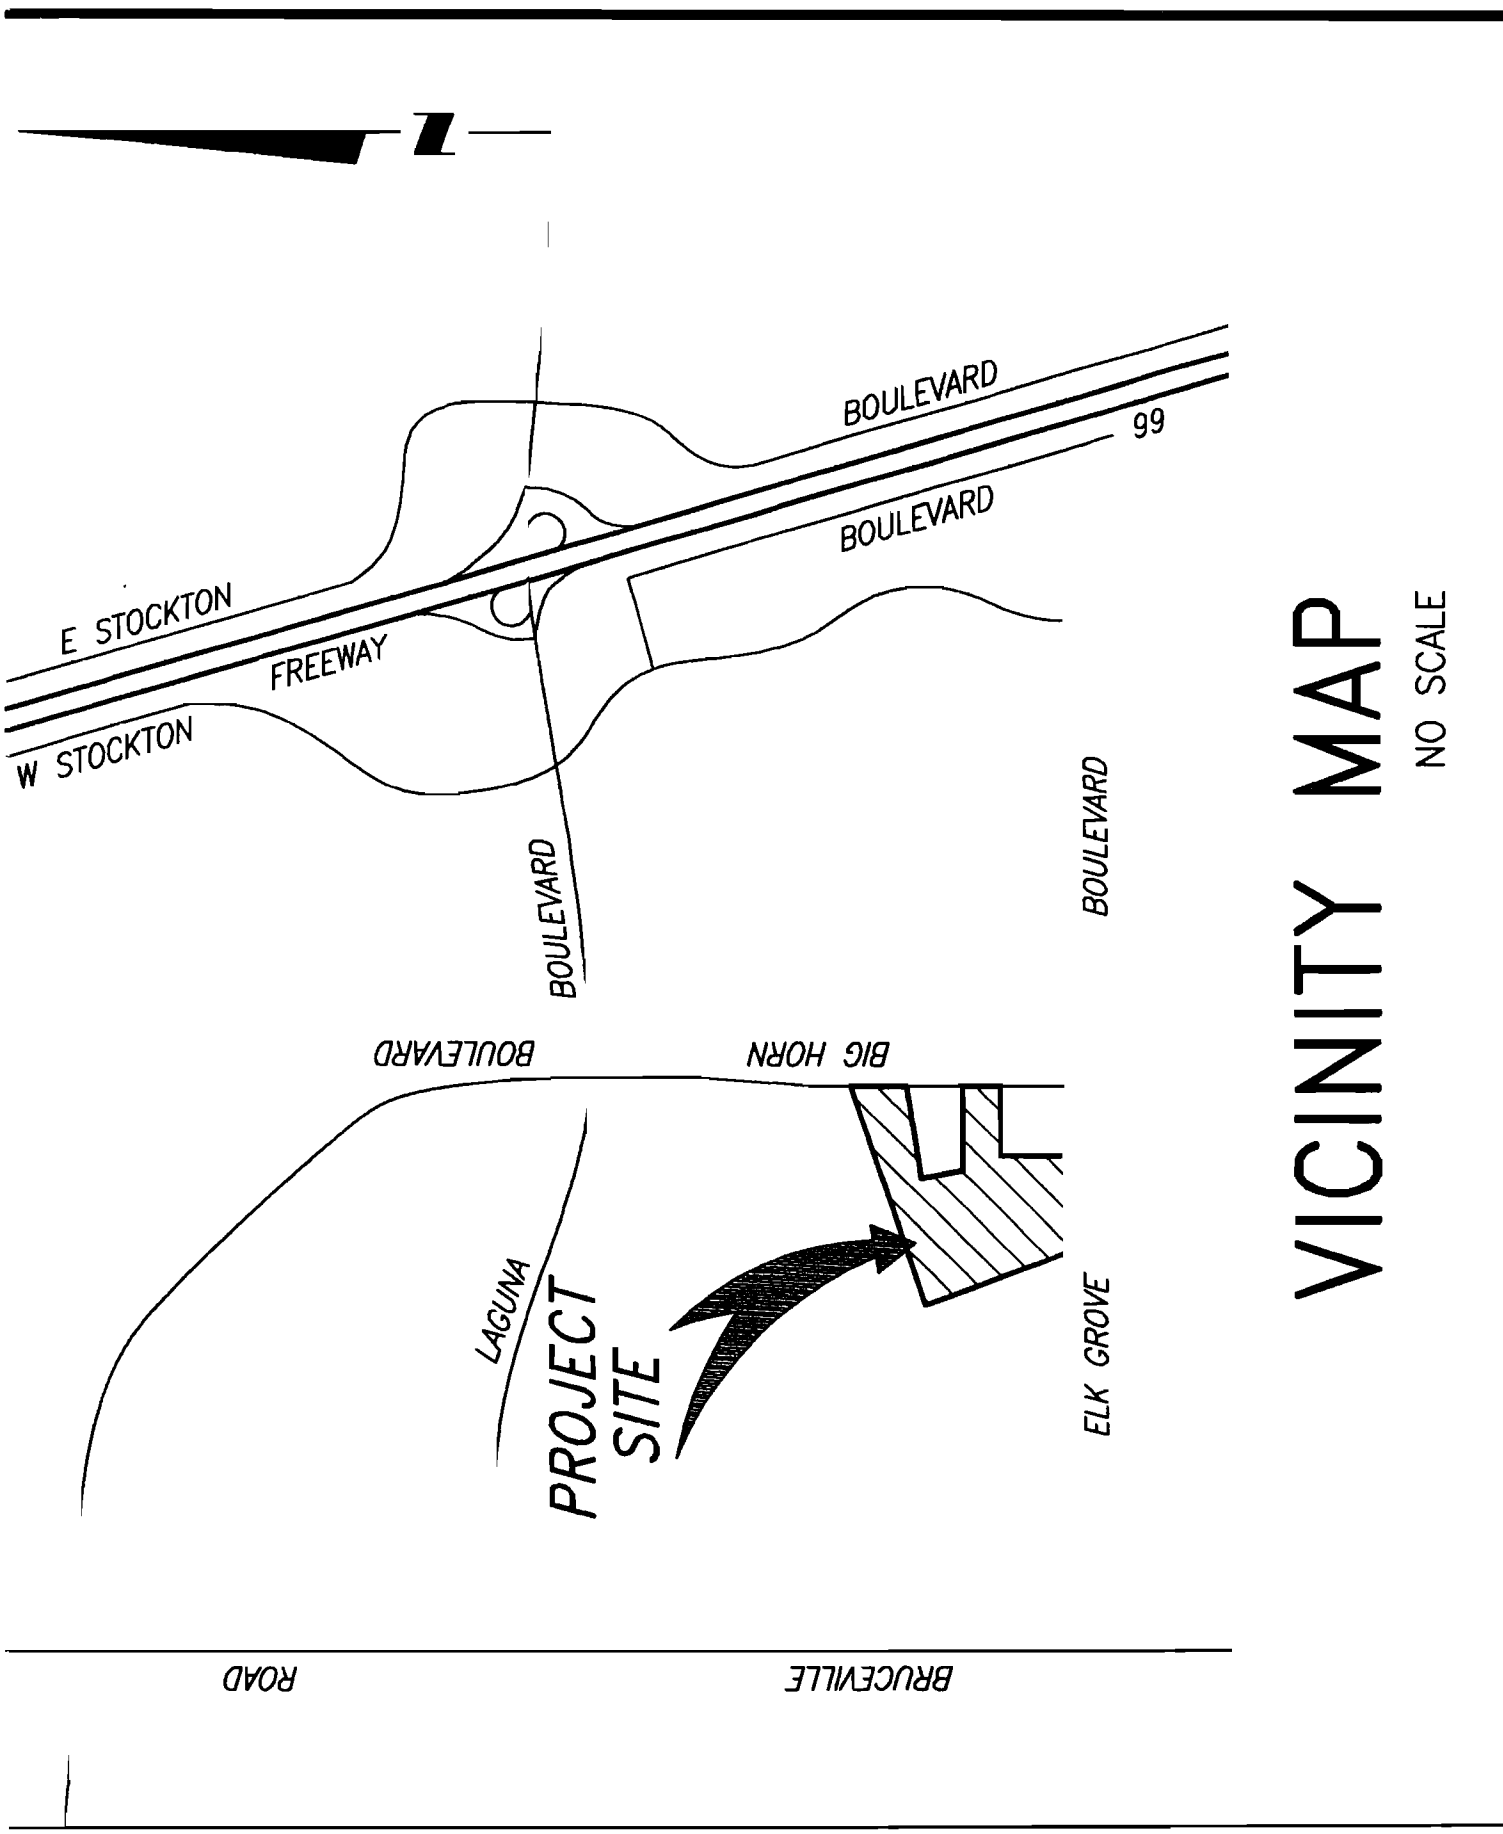 N
E STOCKTON
BOULEVARD
FREEWAY
99
W STOCKTON
BOULEVARD
LAGUNA
BOULEVARD
BIG HORN
BOULEVARD
PROJECT
SITE
BRUCEVILLE
ROAD
ELK GROVE
BOULEVARD
VICINITY MAP
NO SCALE